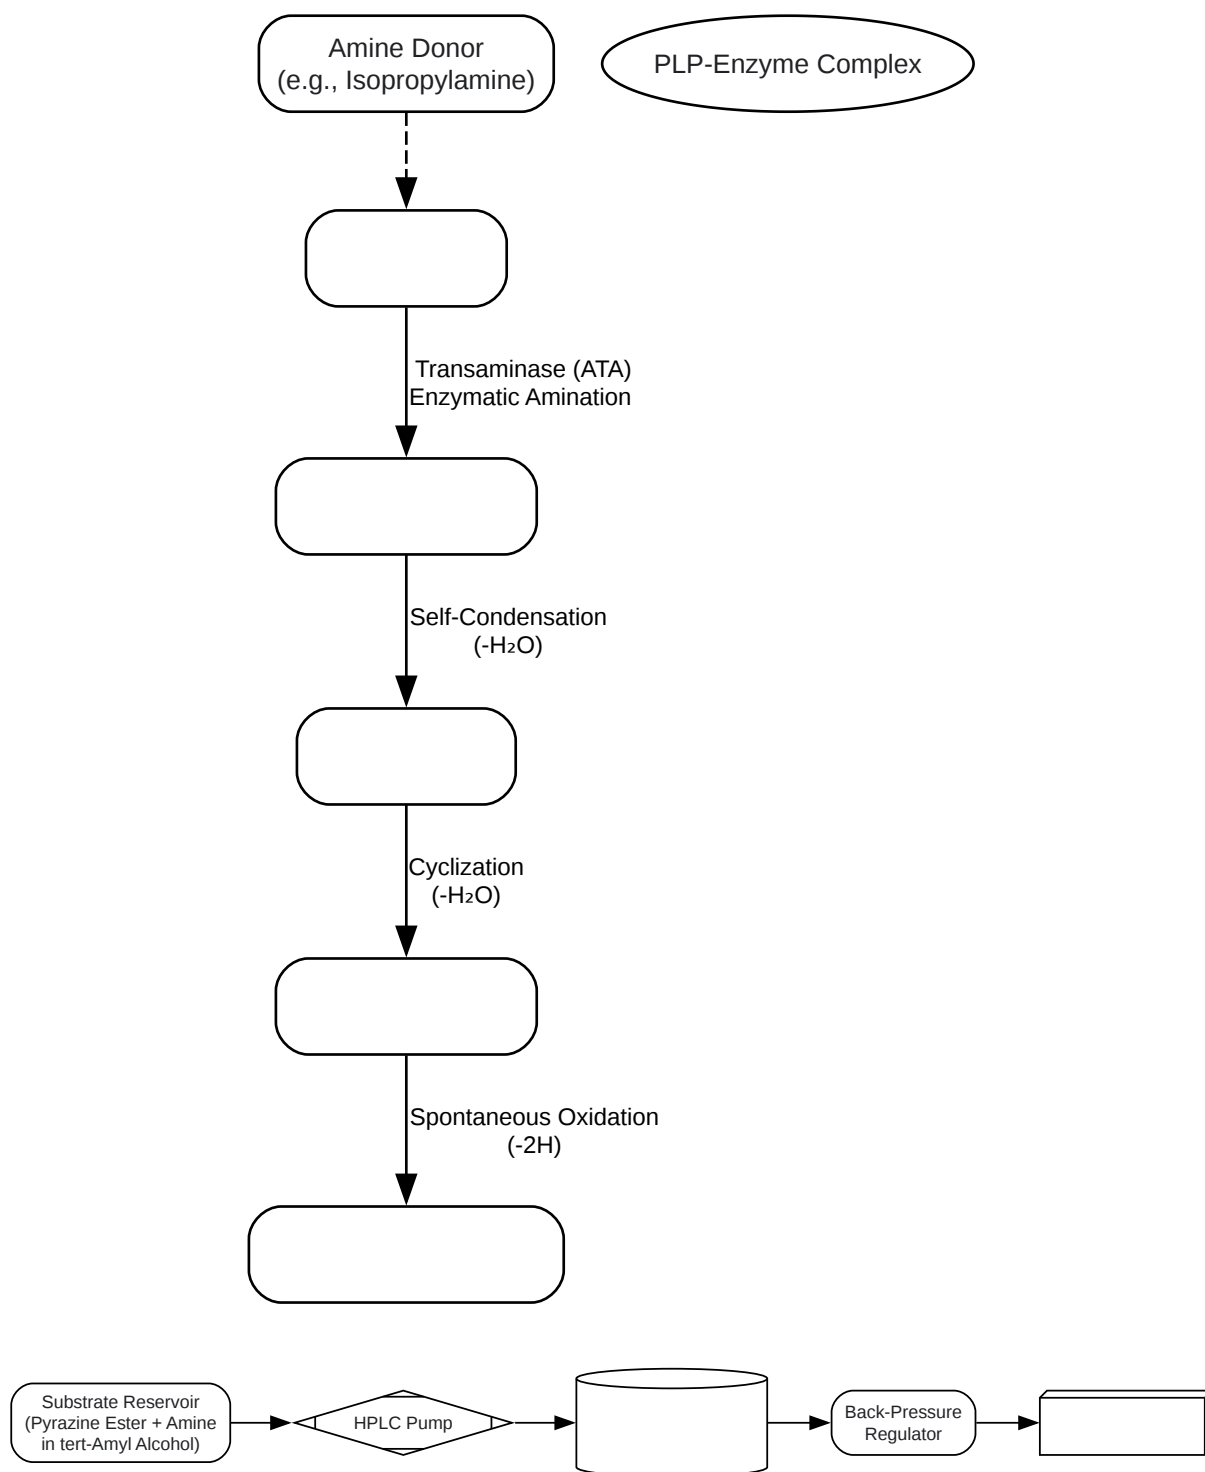 Amine Donor
(e.g., Isopropylamine)
PLP-Enzyme Complex
Transaminase (ATA)
Enzymatic Amination
Self-Condensation
(-H₂O)
Cyclization
(-H₂O)
Spontaneous Oxidation
(-2H)
Substrate Reservoir
(Pyrazine Ester + Amine
in tert-Amyl Alcohol)
HPLC Pump
Back-Pressure
Regulator